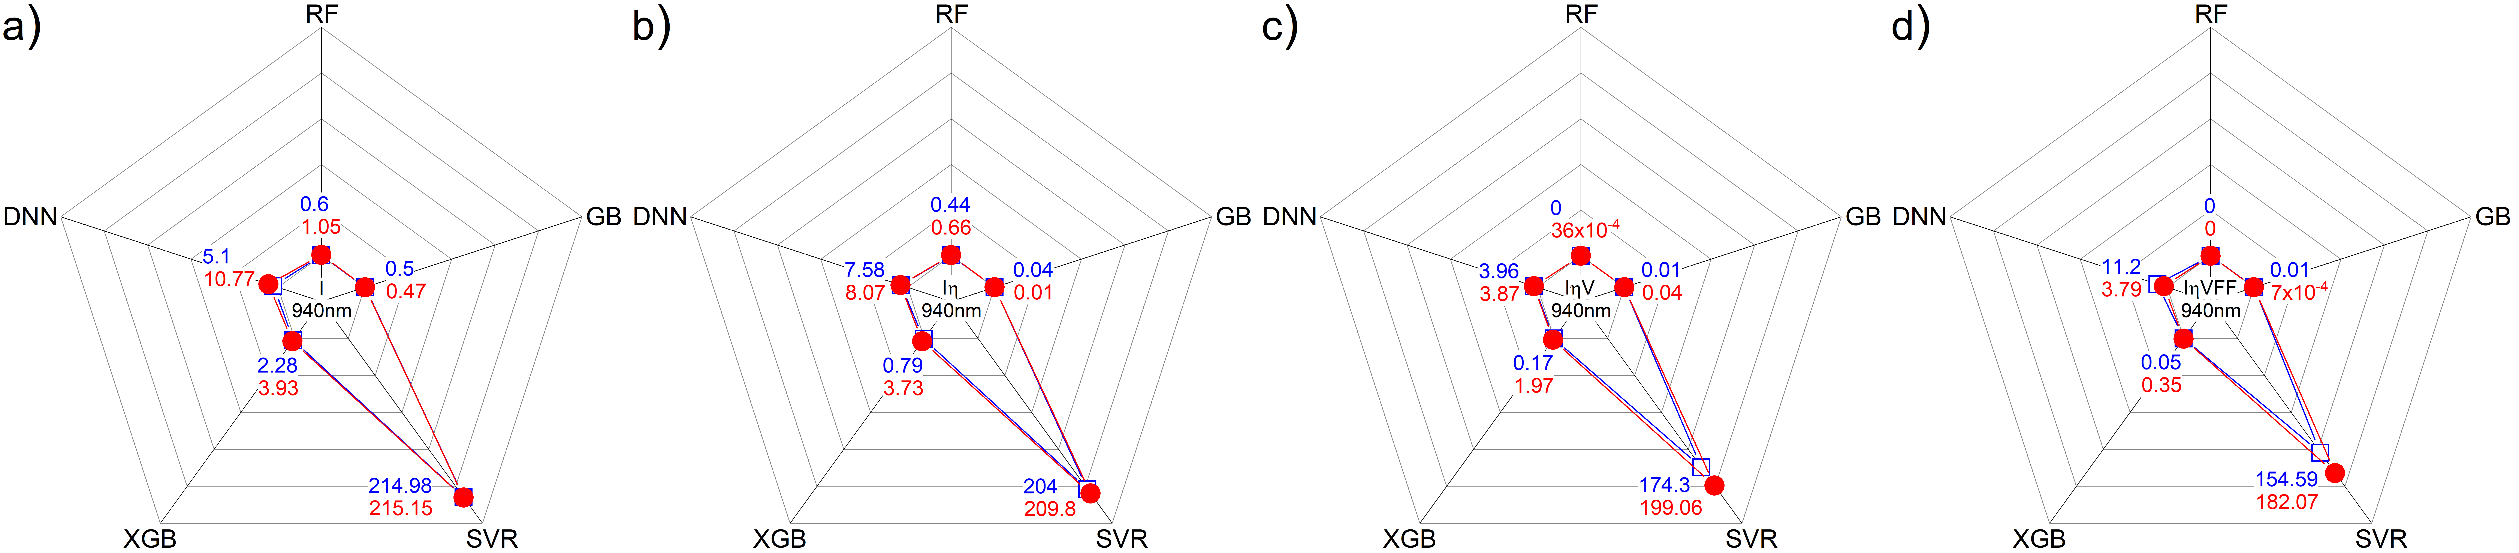 a)
RF
DNN
GB
0.6
1.05
5.1
10.77
0.5
0.47
I
940nm
2.28
3.93
214.98
215.15
XGB
SVR
b)
RF
DNN
GB
0.44
0.66
7.58
8.07
0.04
0.01
Iη
940nm
0.79
3.73
204
209.8
XGB
SVR
c)
RF
DNN
GB
0
36x10⁻⁴
3.96
3.87
0.01
0.04
IηV
940nm
0.17
1.97
174.3
199.06
XGB
SVR
d)
RF
DNN
GB
0
0
11.2
3.79
0.01
7x10⁻⁴
IηVFF
940nm
0.05
0.35
154.59
182.07
XGB
SVR